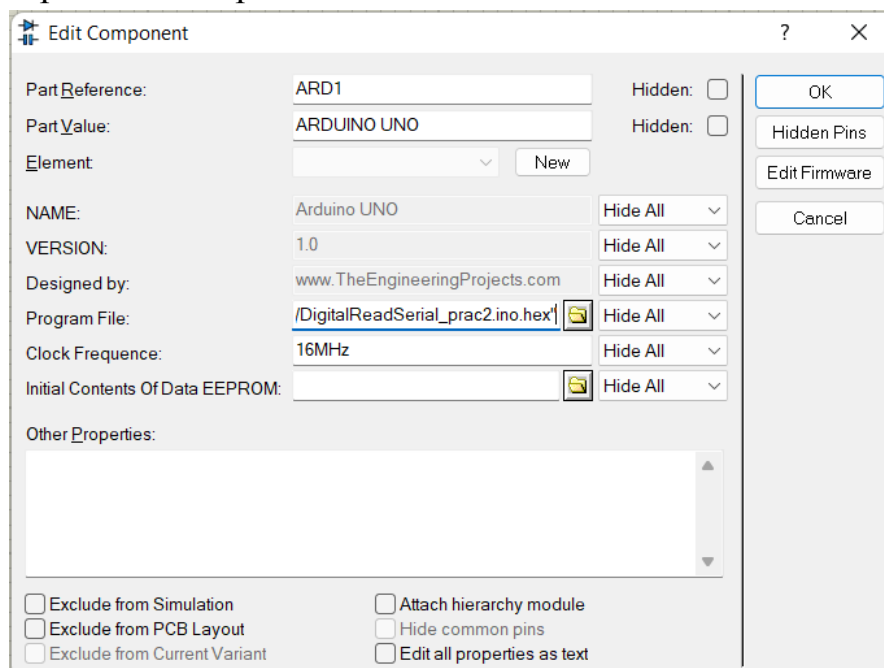 Edit Component ? ×
Part Reference: ARD1 Hidden:
Part Value: ARDUINO UNO Hidden:
Element: New
NAME: Arduino UNO Hide All
VERSION: 1.0 Hide All
Designed by: www.TheEngineeringProjects.com Hide All
Program File: /DigitalReadSerial_prac2.ino.hex" Hide All
Clock Frequence: 16MHz Hide All
Initial Contents Of Data EEPROM: Hide All
Other Properties:
Exclude from Simulation Attach hierarchy module
Exclude from PCB Layout Hide common pins
Exclude from Current Variant Edit all properties as text
OK
Hidden Pins
Edit Firmware
Cancel